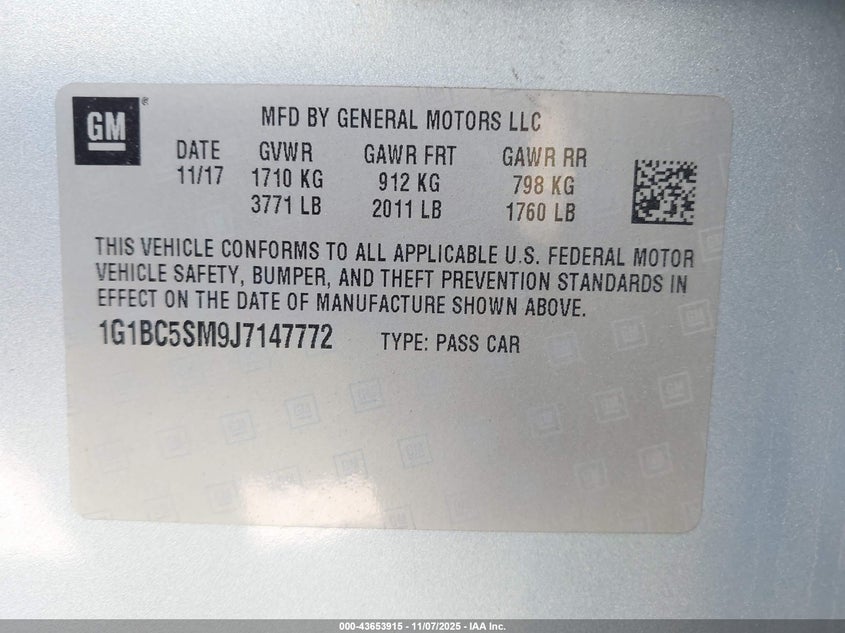 GM ®
MFD BY GENERAL MOTORS LLC
DATE GVWR GAWR FRT GAWR RR
11/17 1710 KG 912 KG 798 KG
3771 LB 2011 LB 1760 LB
THIS VEHICLE CONFORMS TO ALL APPLICABLE U.S. FEDERAL MOTOR
VEHICLE SAFETY, BUMPER, AND THEFT PREVENTION STANDARDS IN
EFFECT ON THE DATE OF MANUFACTURE SHOWN ABOVE.
1G1BC5SM9J7147772 TYPE: PASS CAR
000-43653915 - 11/07/2025 - IAA Inc.